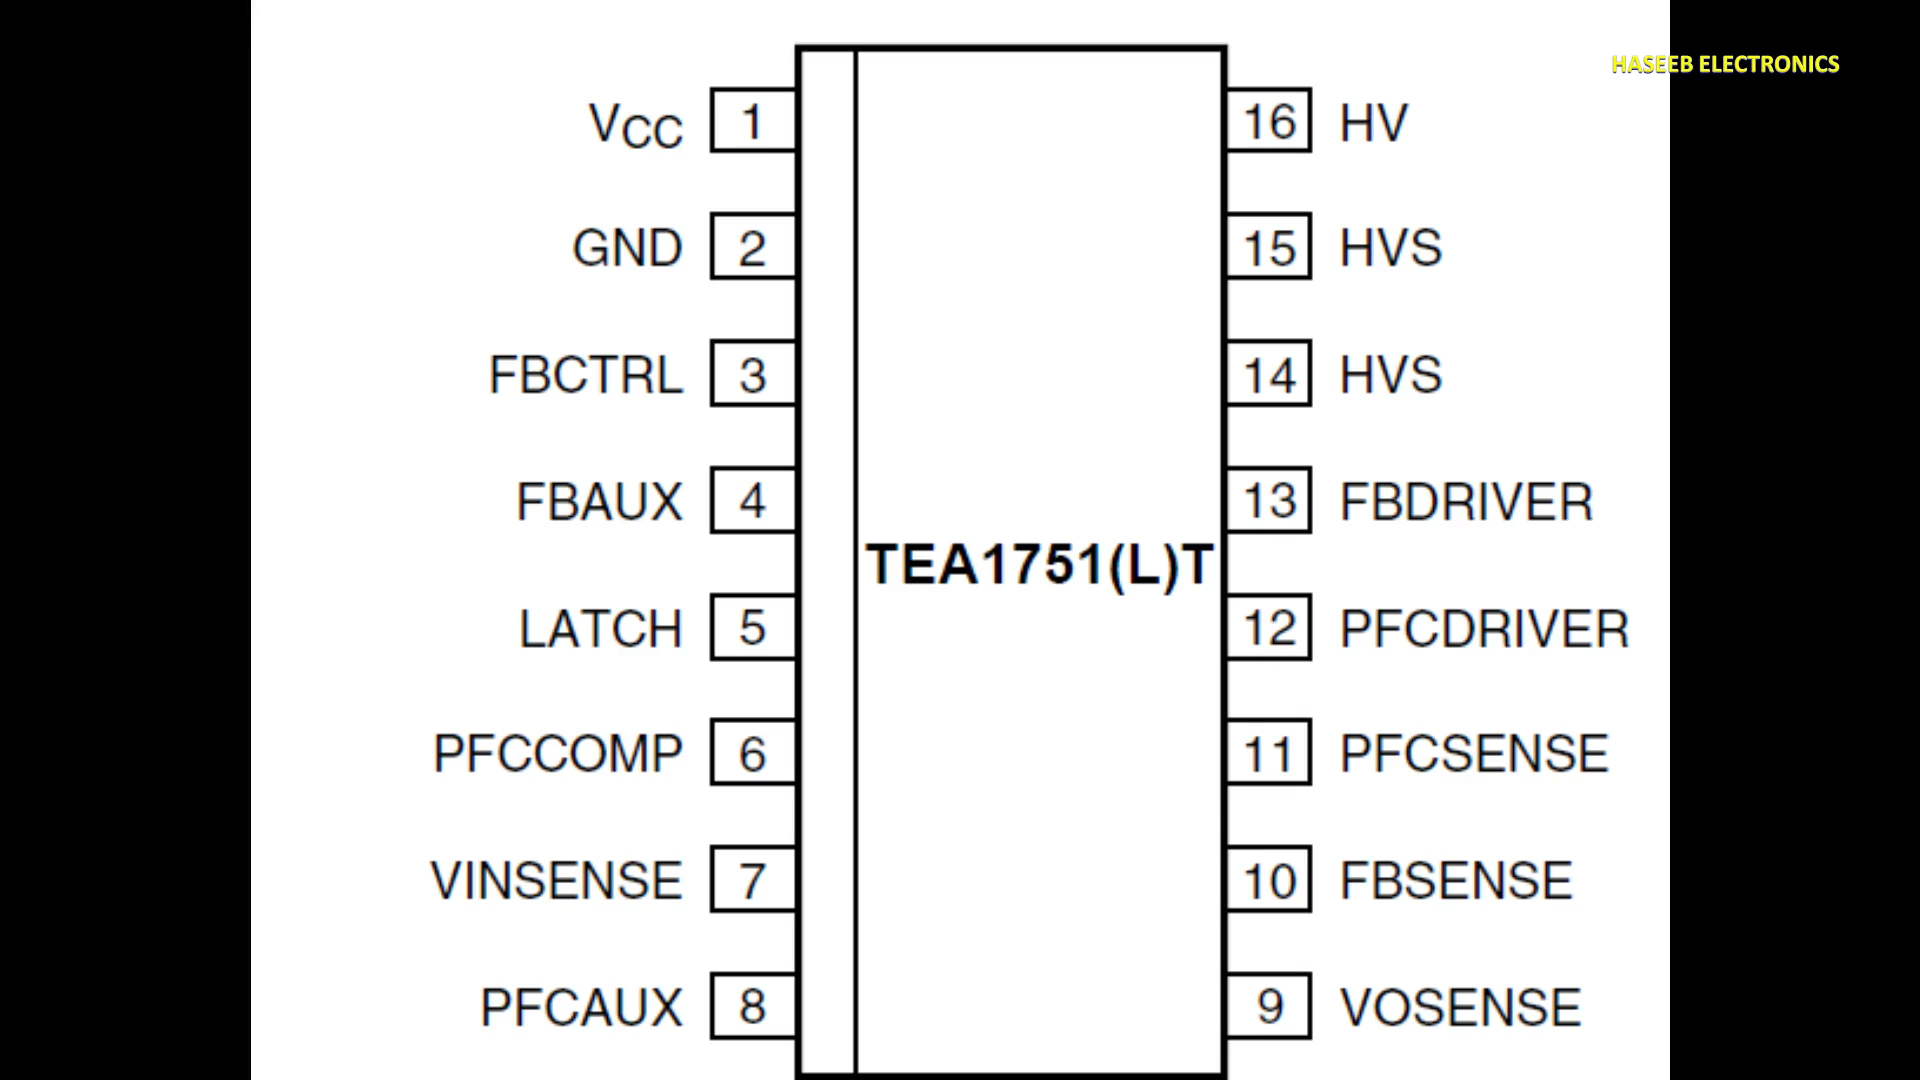 HASEEB ELECTRONICS
VCC 1
GND 2
FBCTRL 3
FBAUX 4
LATCH 5
PFCCOMP 6
VINSENSE 7
PFCAUX 8
TEA1751(L)T
16 HV
15 HVS
14 HVS
13 FBDRIVER
12 PFCDRIVER
11 PFCSENSE
10 FBSENSE
9 VOSENSE